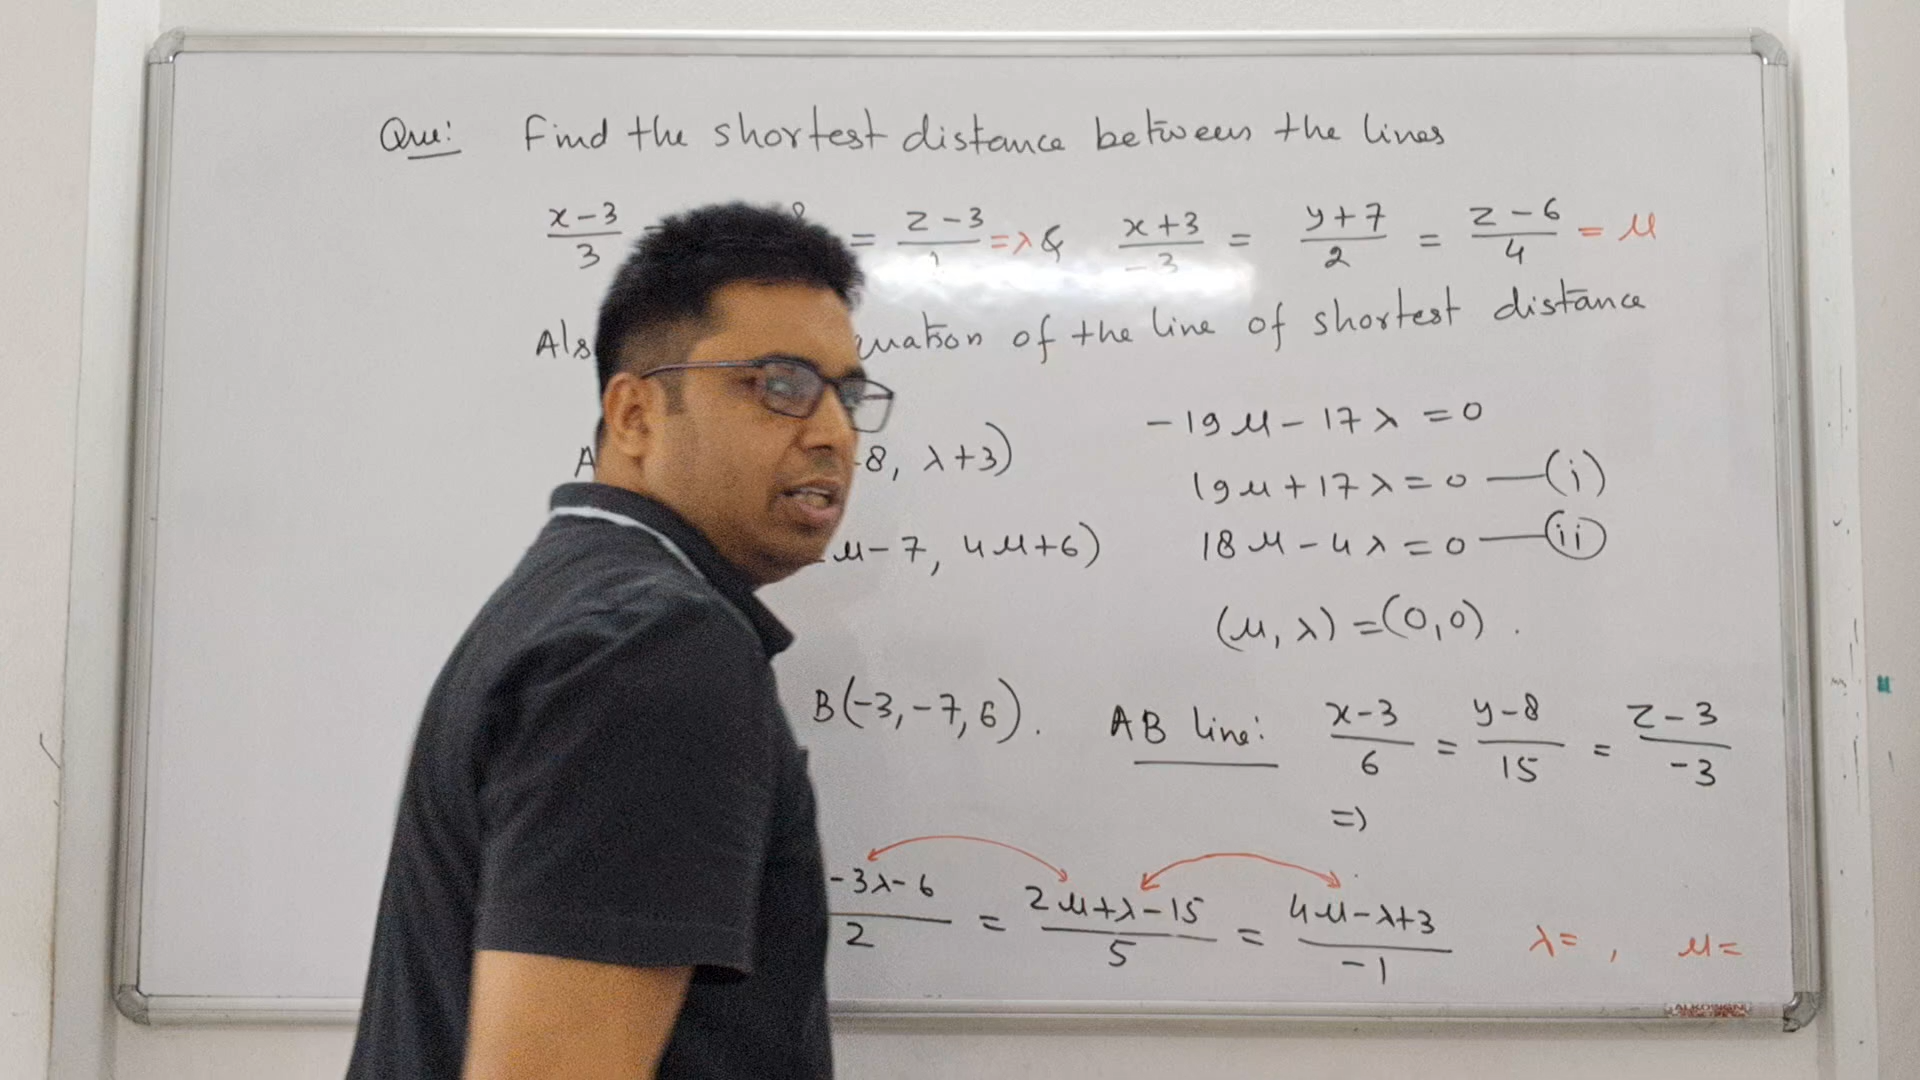 Que: Find the shortest distance between the lines
x-3/3 = 8 = z-3/1 =λ & x+3/-3 = y+7/2 = z-6/4 = μ
Als uation of the line of shortest distance
-19μ-17λ=0
A 8, λ+3)
19μ+17λ=0 —(i)
μ-7, 4μ+6)
18μ-4λ=0 —(ii)
(μ, λ) =(0,0) .
B(-3,-7,6). AB line: x-3/6 = y-8/15 = z-3/-3
=>
-3λ-6/2 = 2μ+λ-15/5 = 4μ-λ+3/-1 λ= , μ=